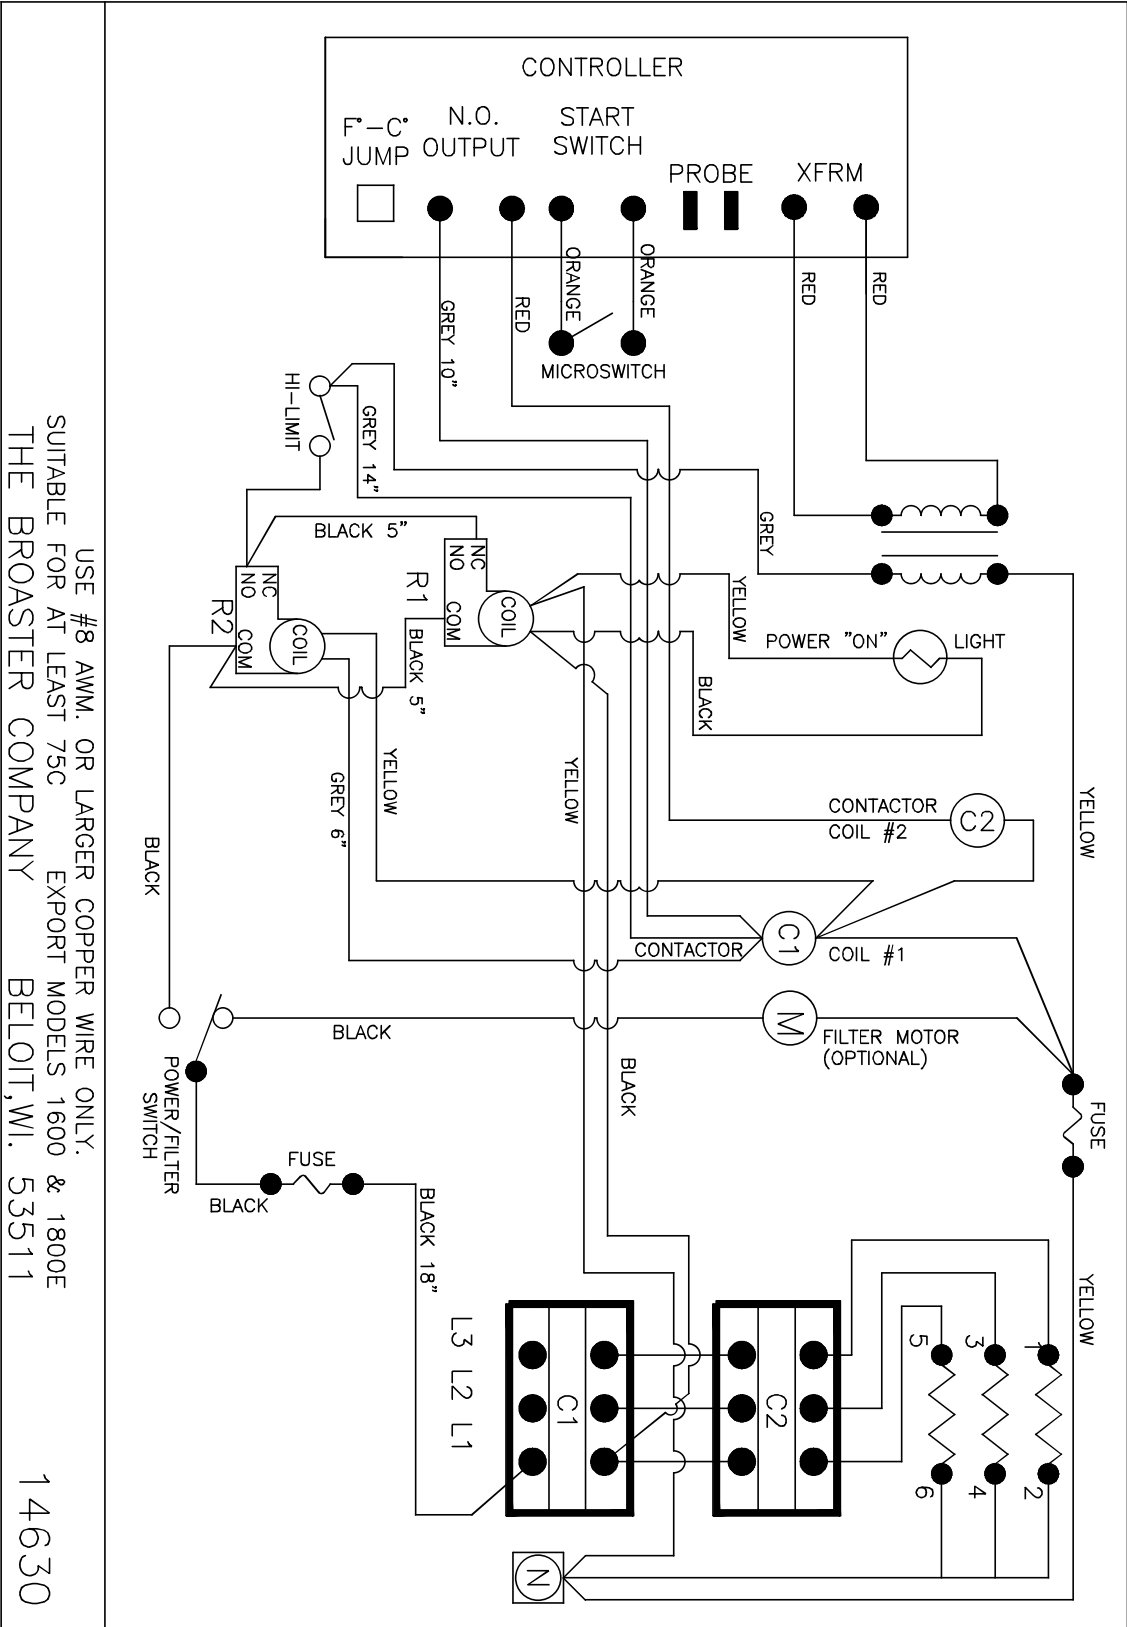 CONTROLLER
F°-C°
JUMP
N.O.
OUTPUT
START
SWITCH
PROBE
XFRM
GREY 10"
RED
ORANGE
ORANGE
RED
RED
MICROSWITCH
HI-LIMIT
GREY 14"
BLACK 5"
GREY
NC
NO
COM
COIL
R1
NC
NO
COM
COIL
R2
BLACK 5"
YELLOW
POWER "ON"
LIGHT
BLACK
YELLOW
GREY 6"
YELLOW
BLACK
CONTACTOR
COIL #2
C2
YELLOW
CONTACTOR
C1
COIL #1
BLACK
M
FILTER MOTOR
(OPTIONAL)
POWER/FILTER
SWITCH
BLACK
FUSE
FUSE
BLACK
BLACK 18"
YELLOW
L3 L2 L1
C1
C2
5
3
1
6
4
2
N
USE #8 AWM. OR LARGER COPPER WIRE ONLY.
SUITABLE FOR AT LEAST 75C
EXPORT MODELS 1600 & 1800E
THE BROASTER COMPANY
BELOIT,WI. 53511
14630